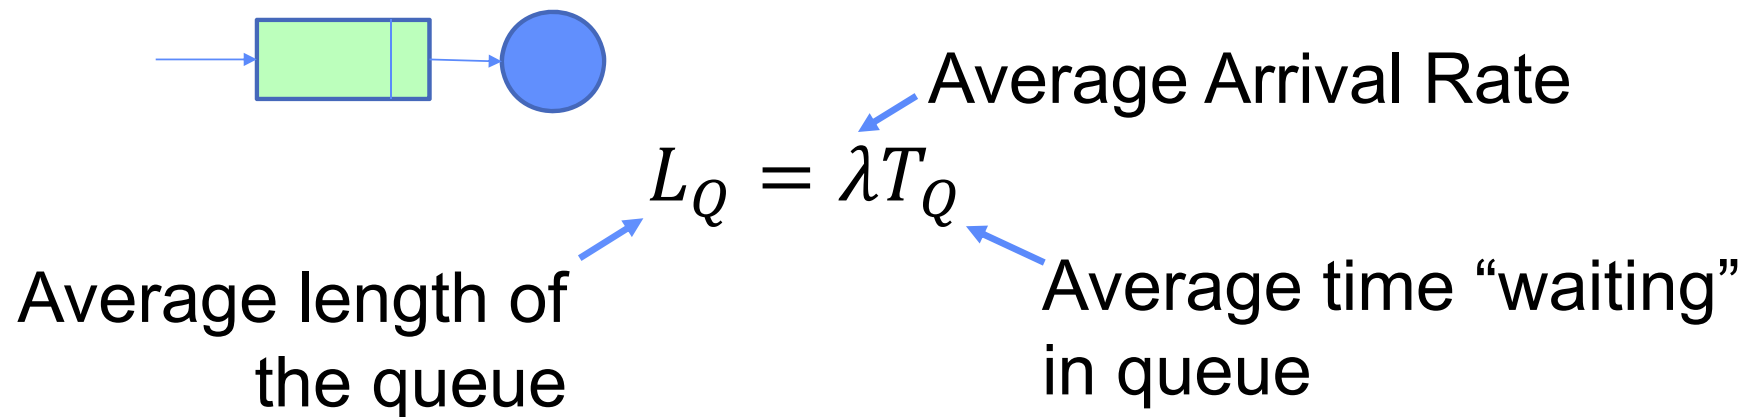 Average Arrival Rate
L_Q = λT_Q
Average length of
the queue
Average time “waiting”
in queue